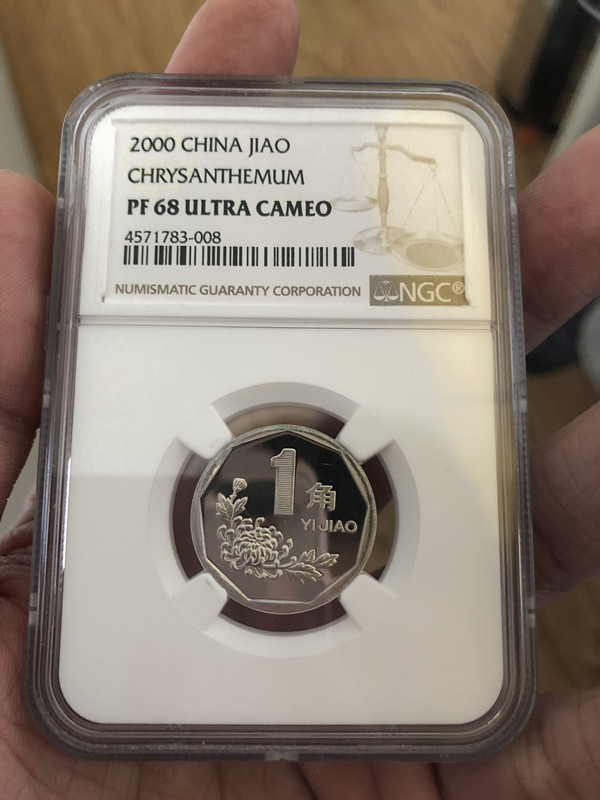 2000 CHINA JIAO
CHRYSANTHEMUM
PF 68 ULTRA CAMEO
4571783-008
NUMISMATIC GUARANTY CORPORATION
NGC®
1角
YI JIAO